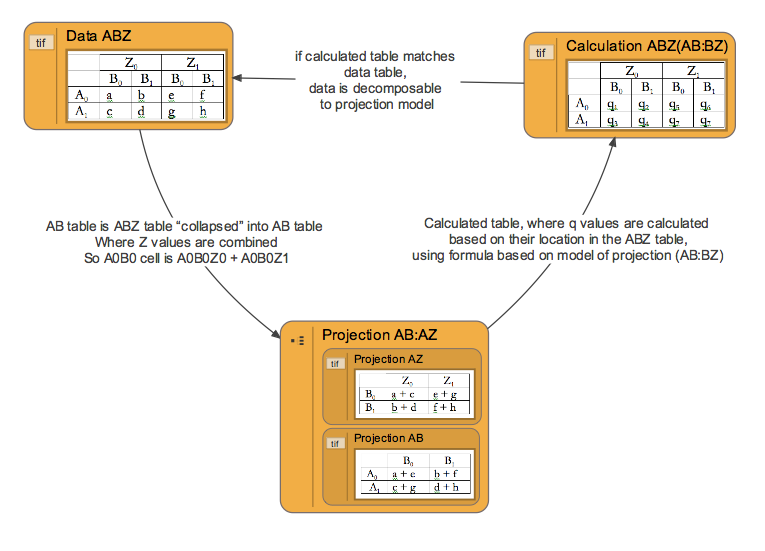 Data ABZ
tif
Z0 Z1
B0 B1 B0 B1
A0 a b e f
A1 c d g h
if calculated table matches
data table,
data is decomposable
to projection model
Calculation ABZ(AB:BZ)
tif
Z0 Z1
B0 B1 B0 B1
A0 q1 q2 q5 q6
A1 q3 q4 q7 q7
AB table is ABZ table “collapsed” into AB table
Where Z values are combined
So A0B0 cell is A0B0Z0 + A0B0Z1
Calculated table, where q values are calculated
based on their location in the ABZ table,
using formula based on model of projection (AB:BZ)
Projection AB:AZ
Projection AZ
tif
Z0 Z1
B0 a + c e + g
B1 b + d f + h
Projection AB
tif
B0 B1
A0 a + e b + f
A1 c + g d + h